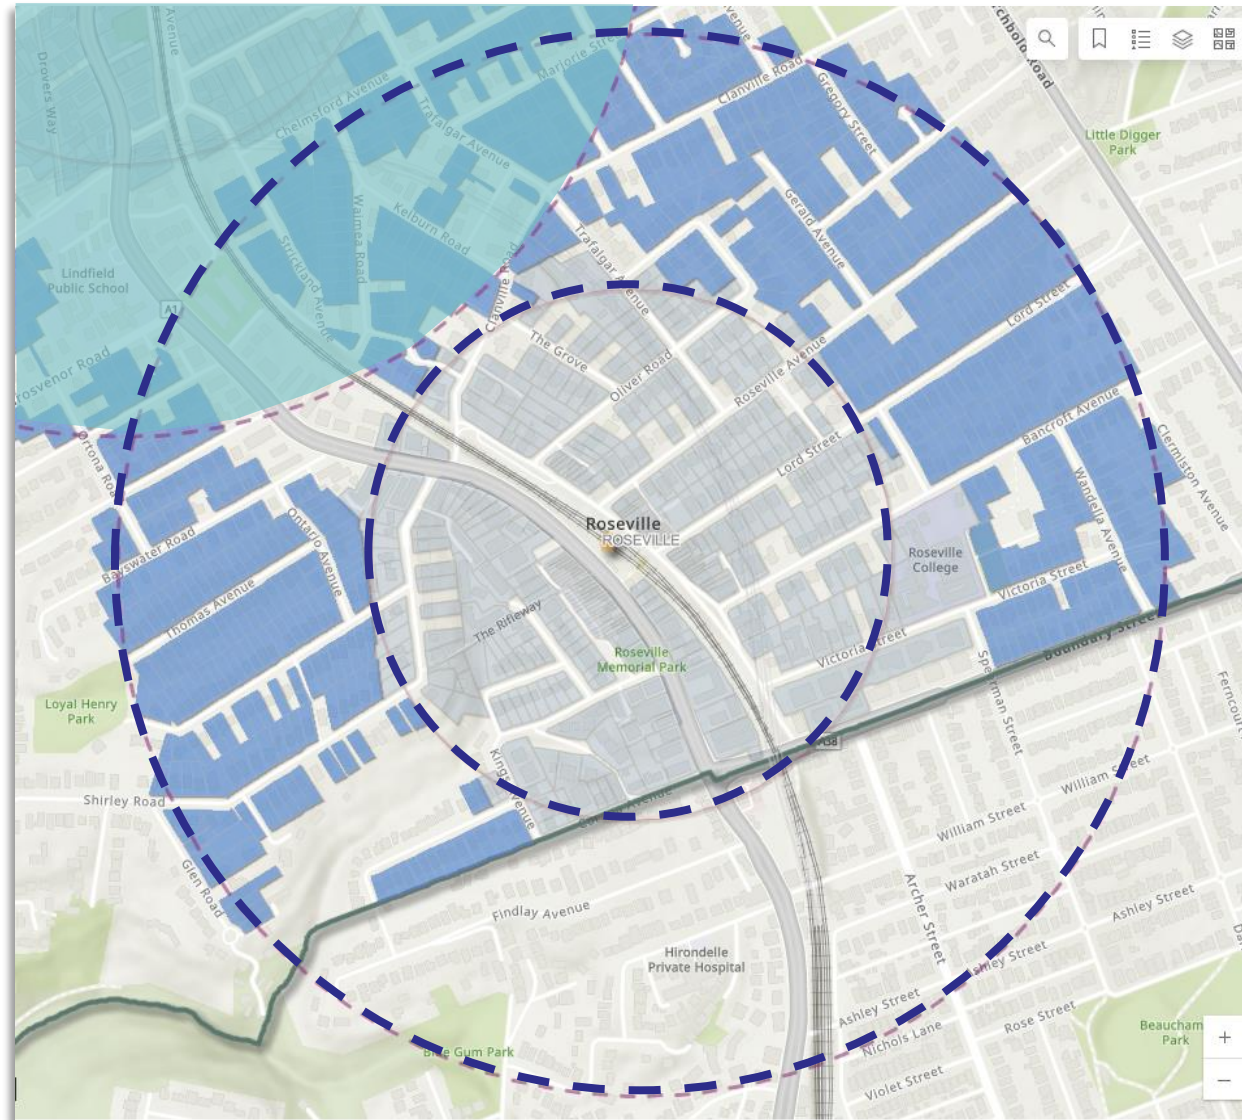 Avenue
Drovers Way
Chelmsford Avenue
Marjorie Street
Trafalgar Avenue
Clanville Road
Gregory Street
Archbold Road
Little Digger
Park
Waimea Road
Kelburn Road
Strickland Avenue
Clanville Road
Trafalgar Avenue
Gerald Avenue
Lindfield
Public School
A1
Grosvenor Road
The Grove
Oliver Road
Roseville Avenue
Lord Street
Lord Street
Bancroft Avenue
Clermiston Avenue
Wandella Avenue
Ortona Road
Bayswater Road
Ontario Avenue
Thomas Avenue
Roseville
ROSEVILLE
Roseville
College
The Rifleway
Victoria Street
Victoria Street
Roseville
Memorial Park
Boundary Street
Spearman Street
Loyal Henry
Park
Shirley Road
Glen Road
William Street
William Street
Waratah Street
Archer Street
Ashley Street
Findlay Avenue
Hirondelle
Private Hospital
Ashley Street
Ashley Street
Rose Street
Nichols Lane
Violet Street
Blue Gum Park
Beaucham
Park
+
−